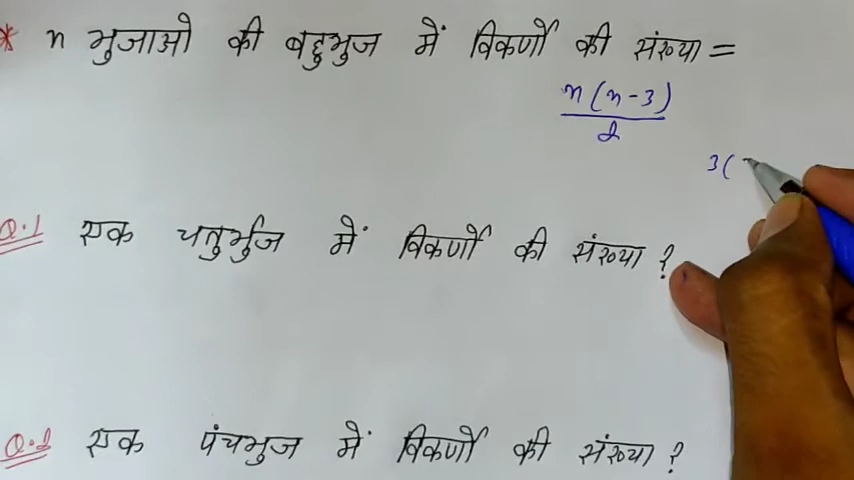 * n भुजाओ की बहुभुज में विकर्णो की संख्या =
n(n-3)
2
3(
Q.1 एक चतुर्भुज में विकर्णो की संख्या ?
Q.2 एक पंचभुज में विकर्णो की संख्या ?